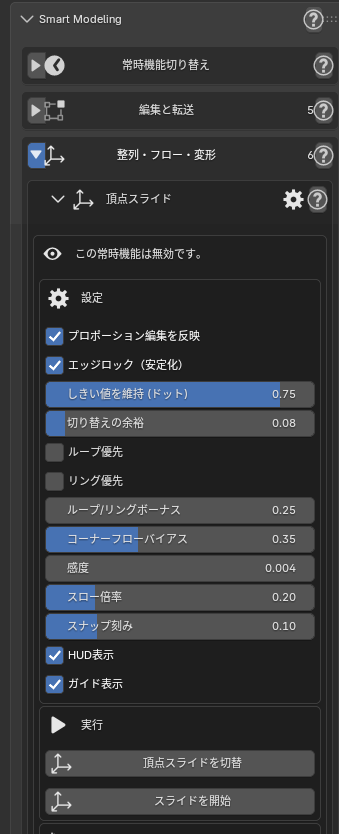 Smart Modeling
常時機能切り替え
編集と転送 5
整列・フロー・変形 6
頂点スライド
この常時機能は無効です。
設定
プロポーション編集を反映
エッジロック（安定化）
しきい値を維持 (ドット) 0.75
切り替えの余裕 0.08
ループ優先
リング優先
ループ/リングボーナス 0.25
コーナーフローバイアス 0.35
感度 0.004
スロー倍率 0.20
スナップ刻み 0.10
HUD表示
ガイド表示
実行
頂点スライドを切替
スライドを開始